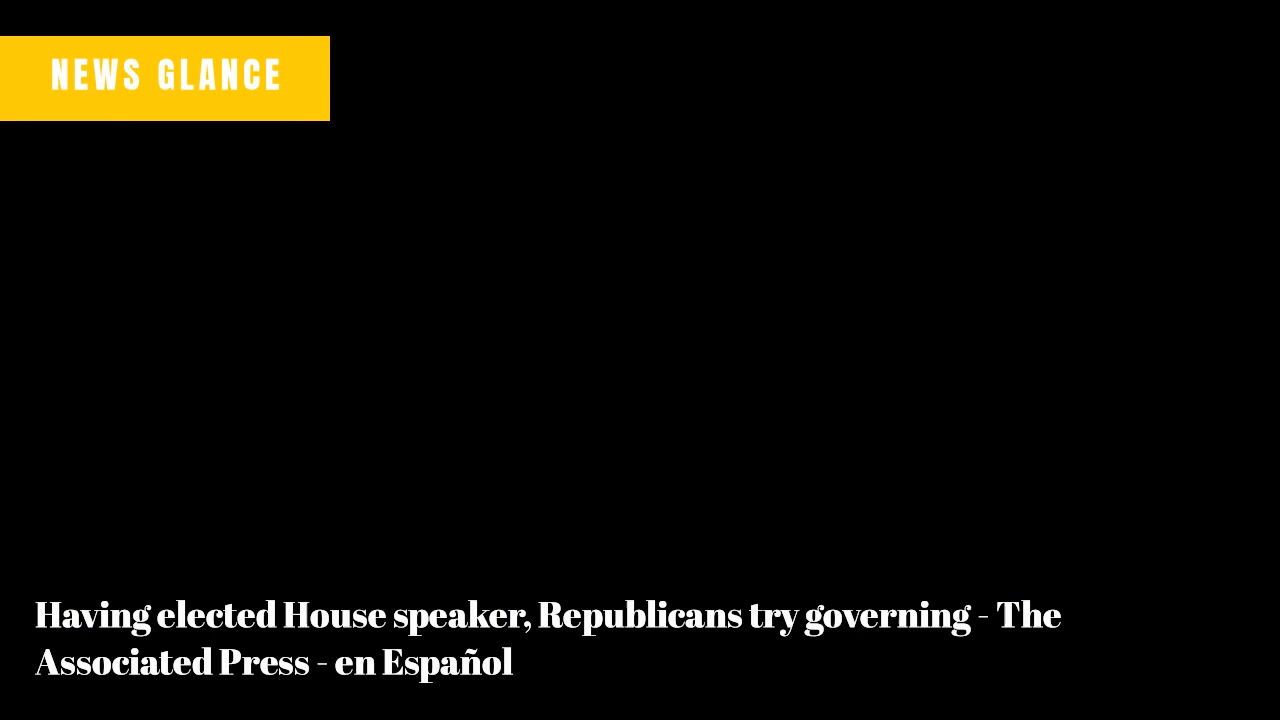 NEWS GLANCE
Having elected House speaker, Republicans try governing - The
Associated Press - en Español